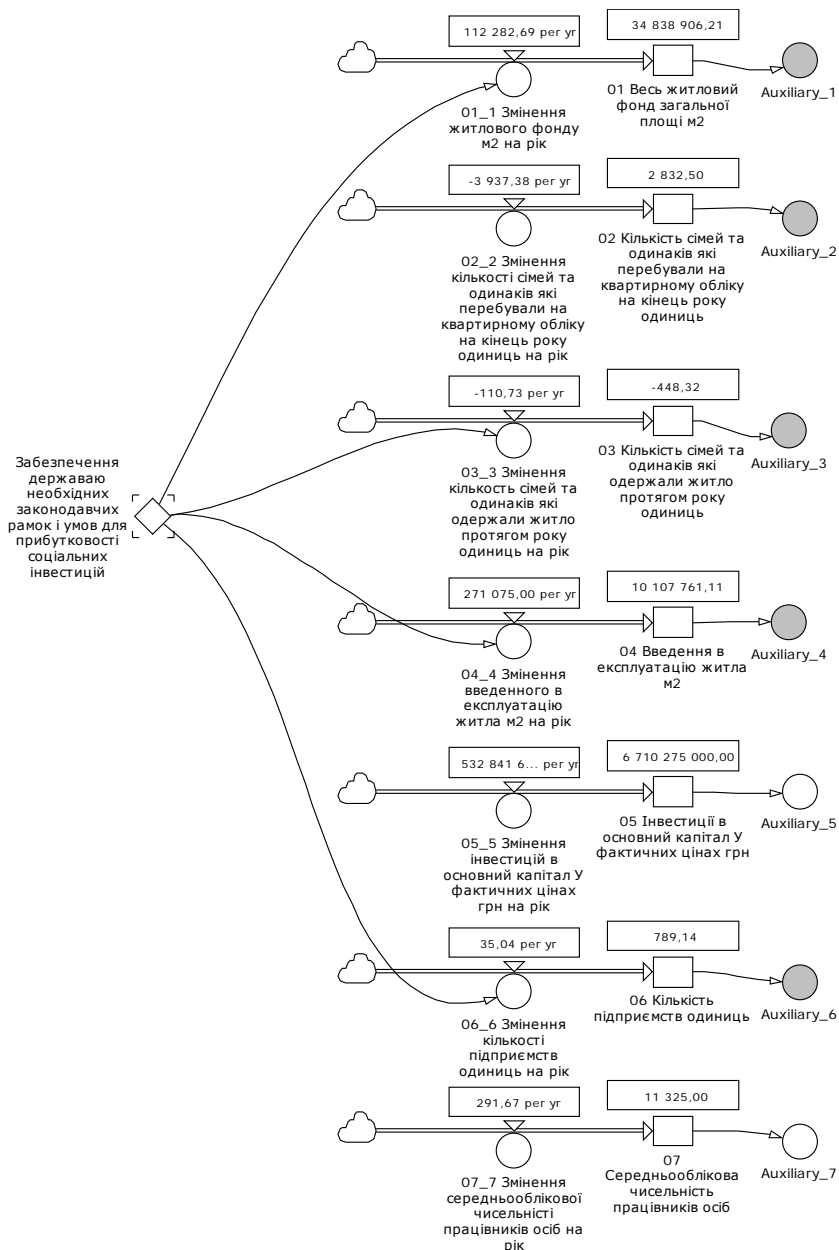 112 282,69 per yr
34 838 906,21
01_1 Змінення
житлового фонду
м2 на рік
01 Весь житловий
фонд загальної
площі м2
Auxiliary_1
-3 937,38 per yr
2 832,50
02_2 Змінення
кількості сімей та
одинаків які
перебували на
квартирному обліку
на кінець року
одиниць на рік
02 Кількість сімей та
одинаків які
перебували на
квартирному обліку
на кінець року
одиниць
Auxiliary_2
-110,73 per yr
-448,32
03_3 Змінення
кількость сімей та
одинаків які
одержали житло
протягом року
одиниць на рік
03 Кількість сімей та
одинаків які
одержали житло
протягом року
одиниць
Auxiliary_3
Забезпечення
державаю
необхідних
законодавчих
рамок і умов для
прибутковості
соціальних
інвестицій
271 075,00 per yr
10 107 761,11
04_4 Змінення
введенного в
експлуатацію
житла м2 на рік
04 Введення в
експлуатацію житла
м2
Auxiliary_4
532 841 6... per yr
6 710 275 000,00
05_5 Змінення
інвестицій в
основний капітал У
фактичних цінах
грн на рік
05 Інвестиції в
основний капітал У
фактичних цінах грн
Auxiliary_5
35,04 per yr
789,14
06_6 Змінення
кількості
підприємств
одиниць на рік
06 Кількість
підприємств одиниць
Auxiliary_6
291,67 per yr
11 325,00
07_7 Змінення
середньооблікової
чисельністі
працівників осіб на
рік
07
Середньооблікова
чисельність
працівників осіб
Auxiliary_7